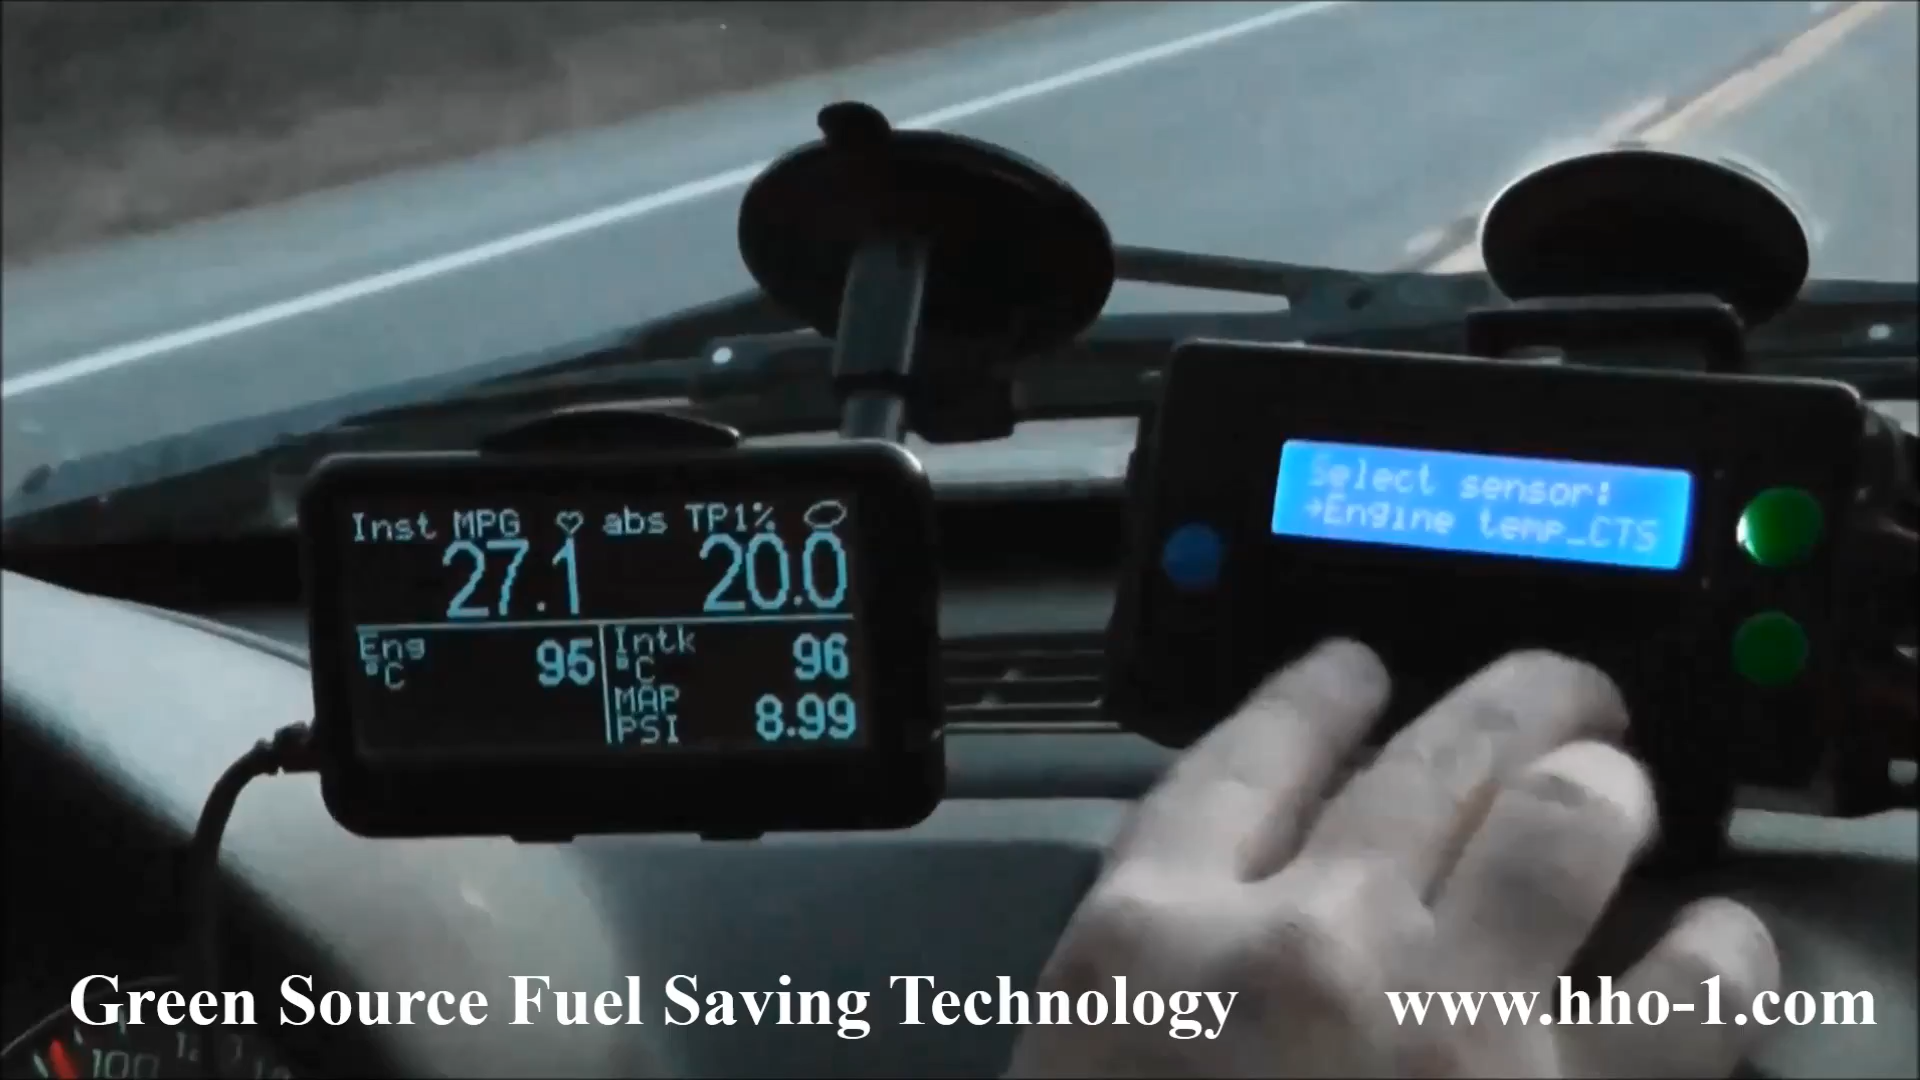 Inst MPG abs TP1%
27.1 20.0
Eng °C 95
Intk °C 96
MAP PSI 8.99
Select sensor:
→Engine temp_CTS
Green Source Fuel Saving Technology www.hho-1.com
100